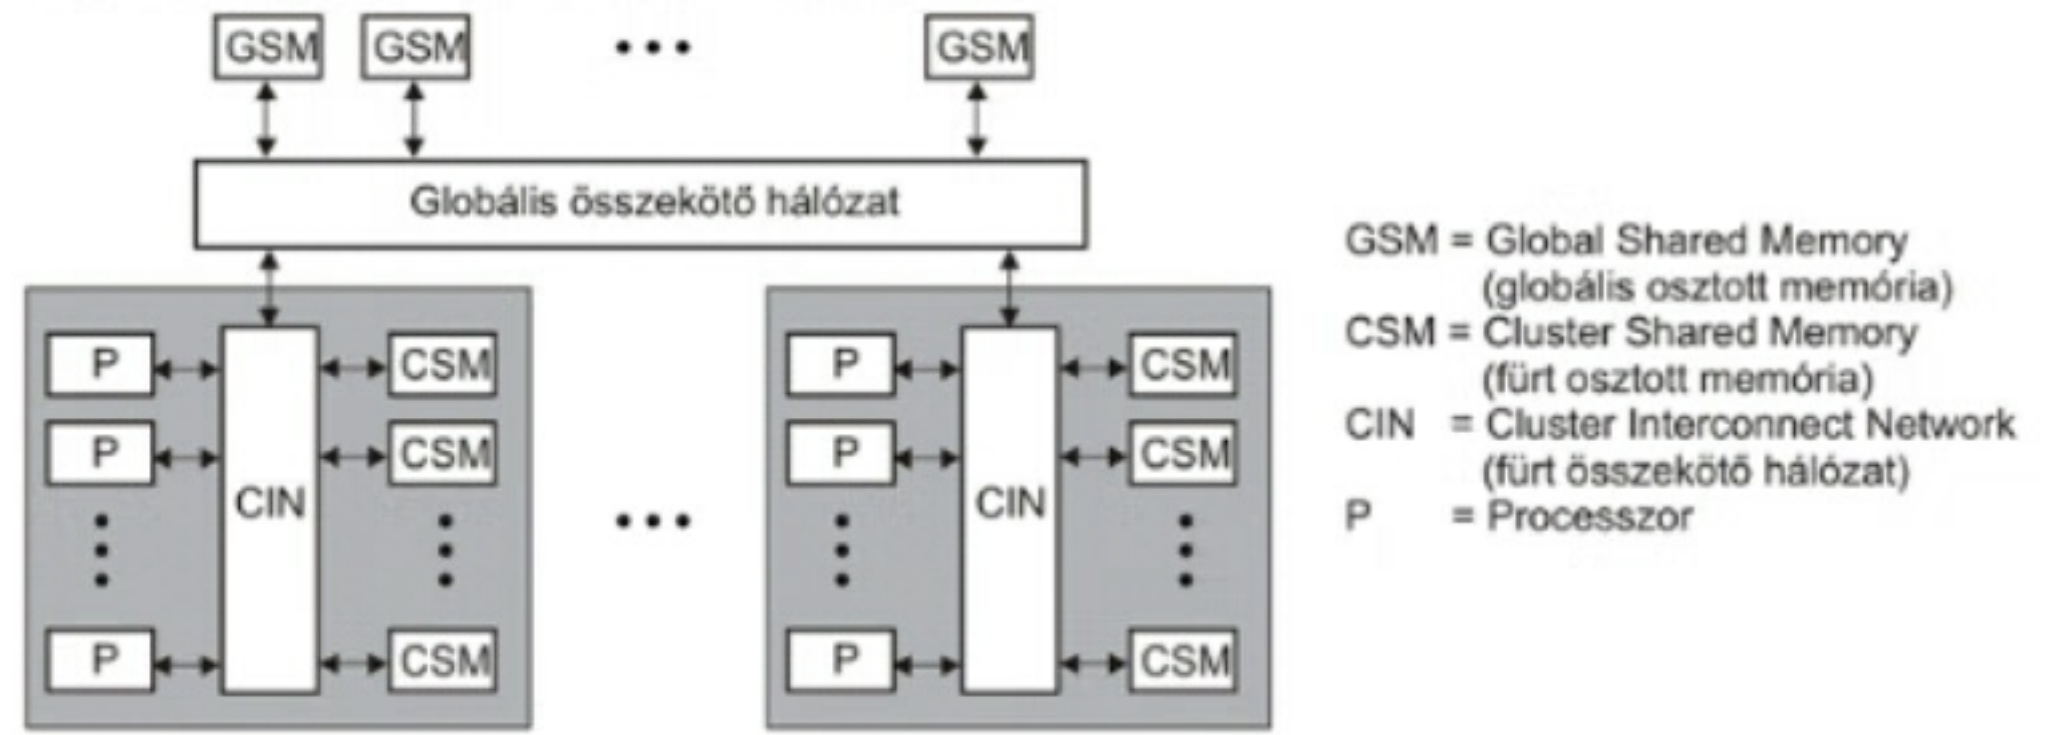 GSM GSM GSM
Globális összekötő hálózat
P CSM
P CSM
CIN
P CSM
P CSM
P CSM
CIN
P CSM
GSM = Global Shared Memory
(globális osztott memória)
CSM = Cluster Shared Memory
(fürt osztott memória)
CIN = Cluster Interconnect Network
(fürt összekötő hálózat)
P = Processzor